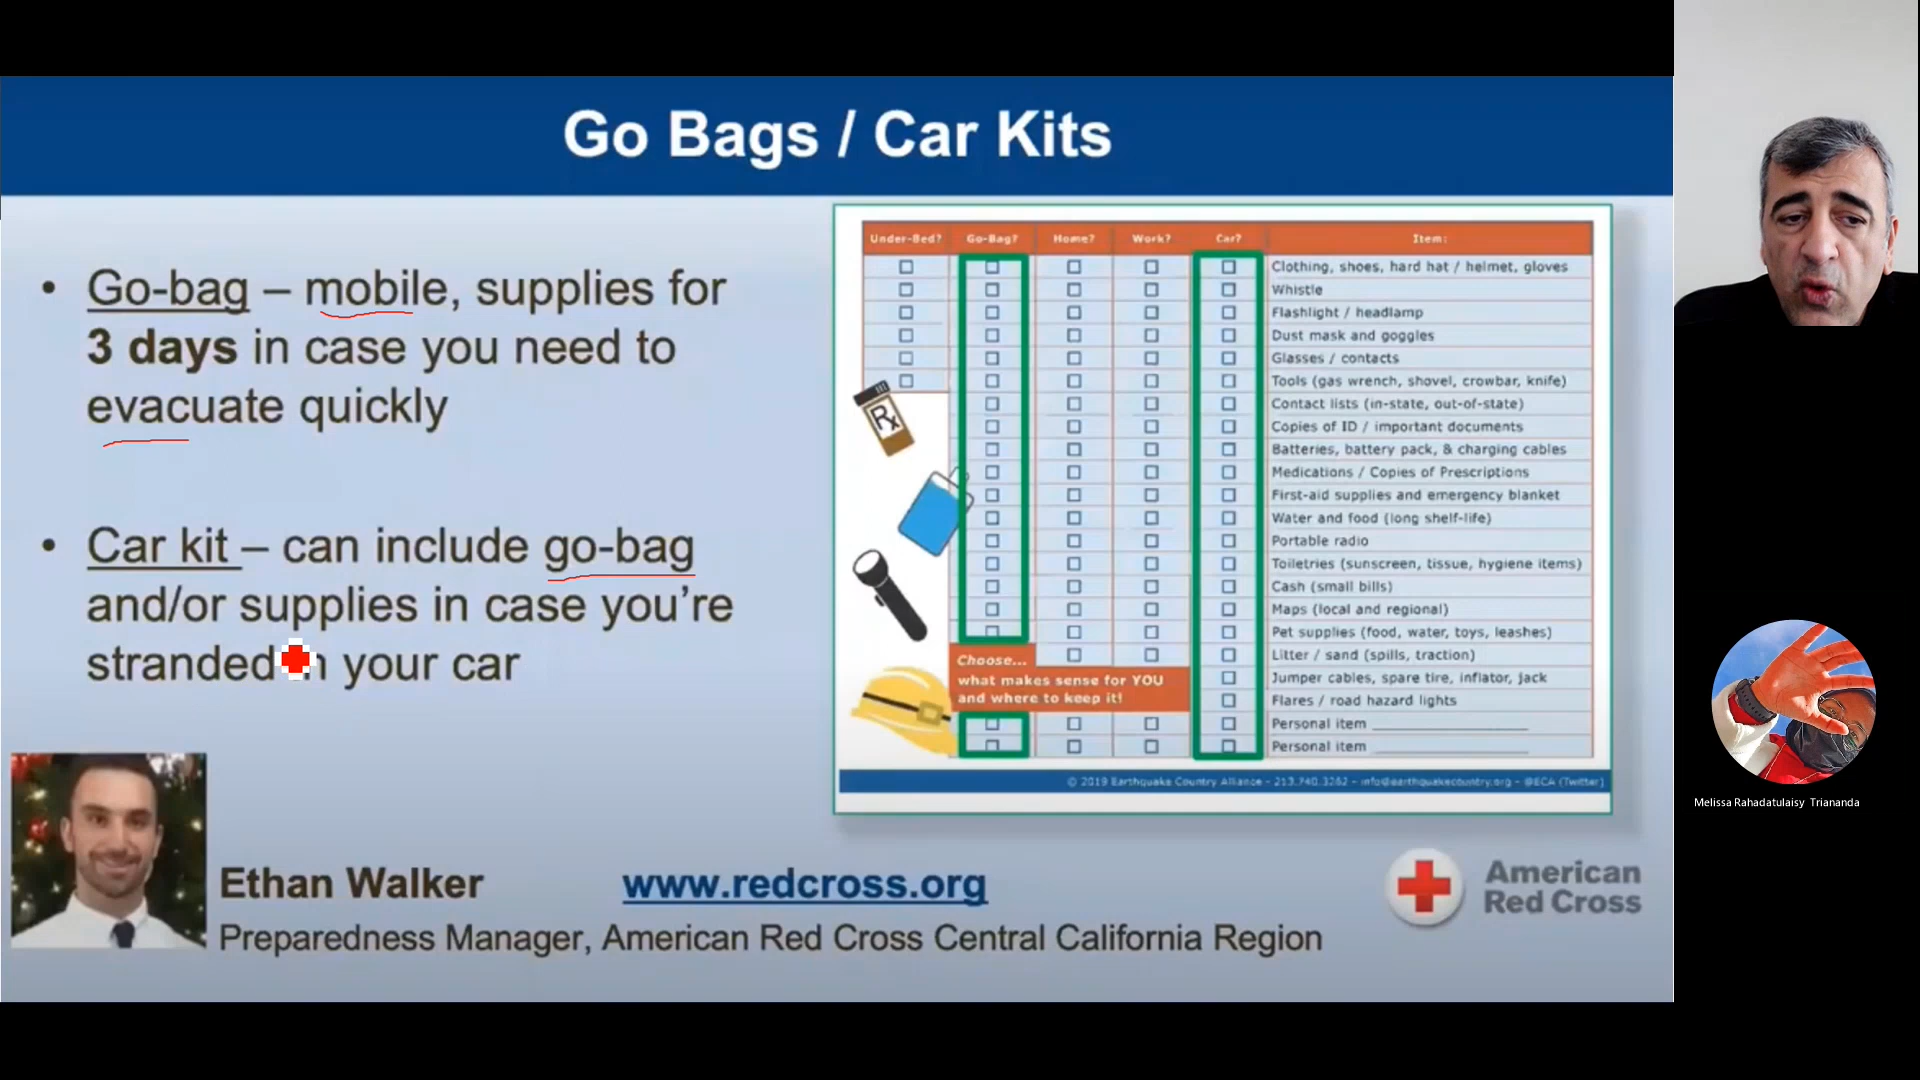 Go Bags / Car Kits
• Go-bag – mobile, supplies for
3 days in case you need to
evacuate quickly
• Car kit – can include go-bag
and/or supplies in case you're
stranded in your car
Under-Bed? Go-Bag? Home? Work? Car? Item:
Clothing, shoes, hard hat / helmet, gloves
Whistle
Flashlight / headlamp
Dust mask and goggles
Glasses / contacts
Tools (gas wrench, shovel, crowbar, knife)
Contact lists (in-state, out-of-state)
Copies of ID / important documents
Batteries, battery pack, & charging cables
Medications / Copies of Prescriptions
First-aid supplies and emergency blanket
Water and food (long shelf-life)
Portable radio
Toiletries (sunscreen, tissue, hygiene items)
Cash (small bills)
Maps (local and regional)
Pet supplies (food, water, toys, leashes)
Litter / sand (spills, traction)
Jumper cables, spare tire, inflator, jack
Flares / road hazard lights
Personal item
Personal item
Rx
Choose...
what makes sense for YOU
and where to keep it!
© 2019 Earthquake Country Alliance - 213.740.3262 - info@earthquakecountry.org - @ECA (Twitter)
Ethan Walker www.redcross.org
Preparedness Manager, American Red Cross Central California Region
American
Red Cross
Melissa Rahadatulaisy Triananda